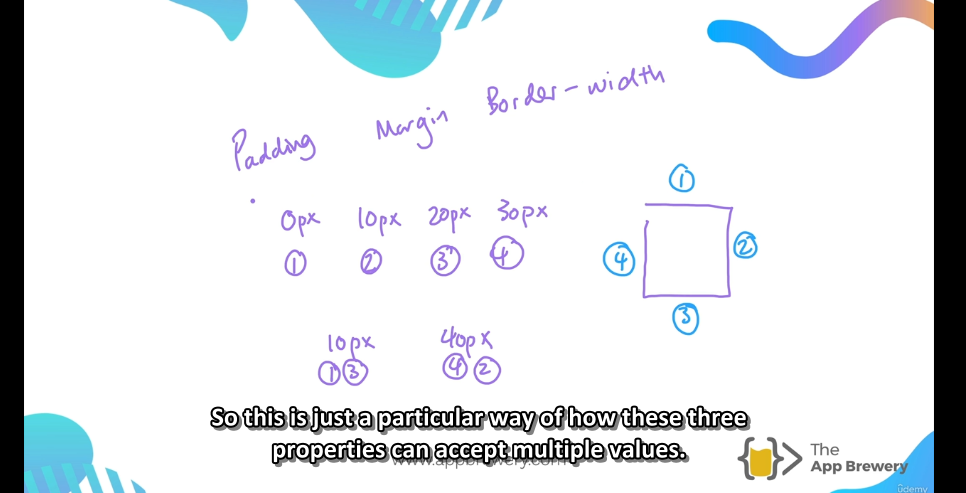 Padding Margin Border-width
0px 10px 20px 30px
① ② ③ ④
①
④ ②
③
10px 40px
①③ ④②
So this is just a particular way of how these three
properties can accept multiple values.
www.appbrewery.com
The
App Brewery
ûdemy